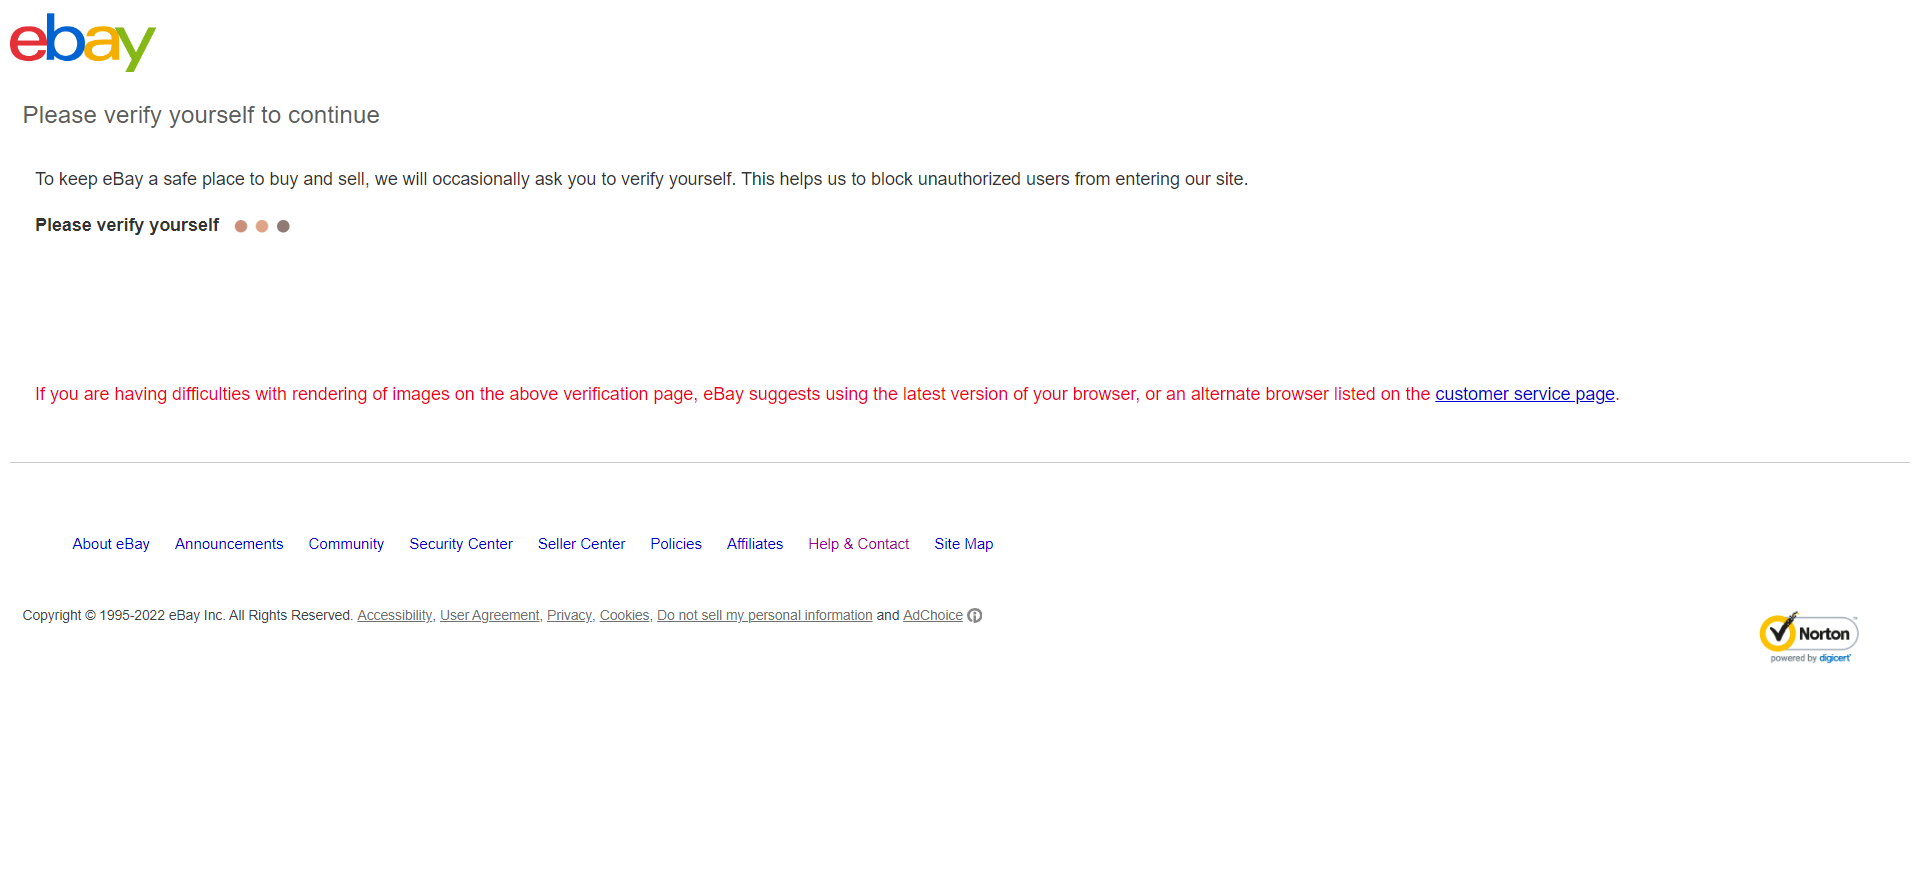 ebay
Please verify yourself to continue
To keep eBay a safe place to buy and sell, we will occasionally ask you to verify yourself. This helps us to block unauthorized users from entering our site.
Please verify yourself
If you are having difficulties with rendering of images on the above verification page, eBay suggests using the latest version of your browser, or an alternate browser listed on the customer service page.
About eBay Announcements Community Security Center Seller Center Policies Affiliates Help & Contact Site Map
Copyright © 1995-2022 eBay Inc. All Rights Reserved. Accessibility, User Agreement, Privacy, Cookies, Do not sell my personal information and AdChoice
Norton
powered by digicert